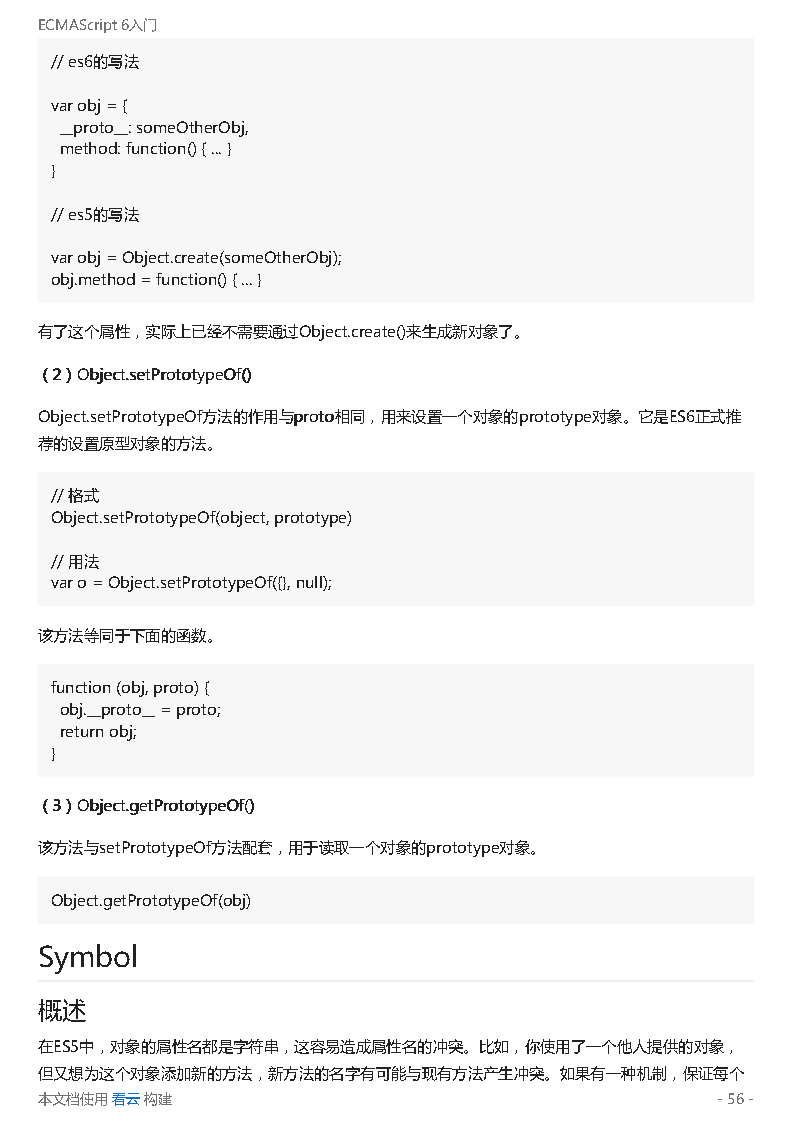 ECMAScript 6入门
// es6的写法
var obj = {
  __proto__: someOtherObj,
  method: function() { ... }
}
// es5的写法
var obj = Object.create(someOtherObj);
obj.method = function() { ... }
有了这个属性，实际上已经不需要通过Object.create()来生成新对象了。
（2）Object.setPrototypeOf()
Object.setPrototypeOf方法的作用与proto相同，用来设置一个对象的prototype对象。它是ES6正式推
荐的设置原型对象的方法。
// 格式
Object.setPrototypeOf(object, prototype)
// 用法
var o = Object.setPrototypeOf({}, null);
该方法等同于下面的函数。
function (obj, proto) {
  obj.__proto__ = proto;
  return obj;
}
（3）Object.getPrototypeOf()
该方法与setPrototypeOf方法配套，用于读取一个对象的prototype对象。
Object.getPrototypeOf(obj)
Symbol
概述
在ES5中，对象的属性名都是字符串，这容易造成属性名的冲突。比如，你使用了一个他人提供的对象，
但又想为这个对象添加新的方法，新方法的名字有可能与现有方法产生冲突。如果有一种机制，保证每个
本文档使用 看云 构建 - 56 -